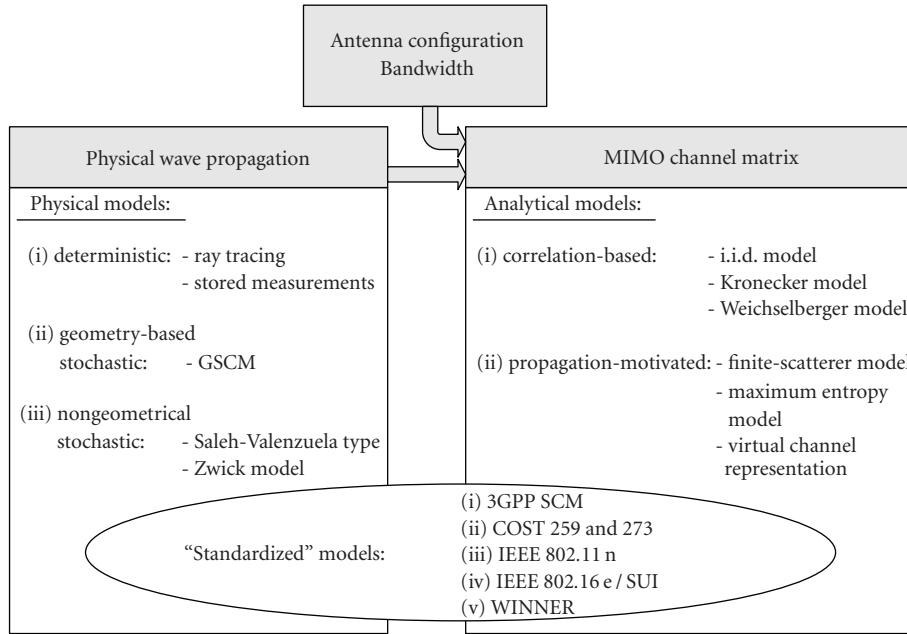 Antenna configuration
Bandwidth
Physical wave propagation
MIMO channel matrix
Physical models:
(i) deterministic: - ray tracing
- stored measurements
(ii) geometry-based
stochastic: - GSCM
(iii) nongeometrical
stochastic: - Saleh-Valenzuela type
- Zwick model
Analytical models:
(i) correlation-based: - i.i.d. model
- Kronecker model
- Weichselberger model
(ii) propagation-motivated: - finite-scatterer model
- maximum entropy
model
- virtual channel
representation
“Standardized” models:
(i) 3GPP SCM
(ii) COST 259 and 273
(iii) IEEE 802.11 n
(iv) IEEE 802.16 e / SUI
(v) WINNER